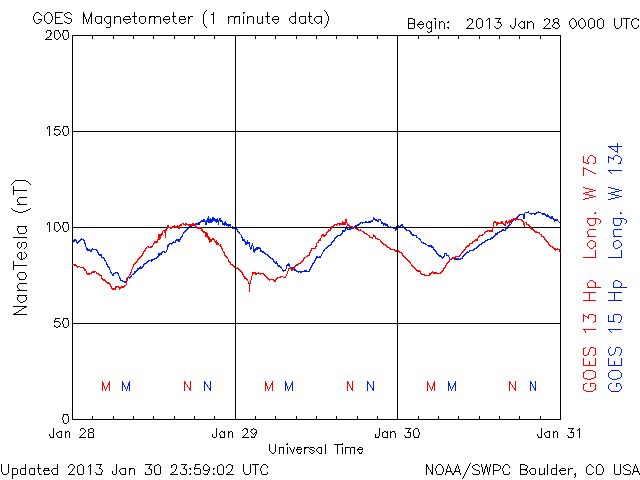 GOES Magnetometer (1 minute data)
Begin: 2013 Jan 28 0000 UTC
200
150
100
50
0
NanoTesla (nT)
M M N N M M N N M M N N
Jan 28 Jan 29 Jan 30 Jan 31
Universal Time
GOES 13 Hp Long. W 75
GOES 15 Hp Long. W 134
Updated 2013 Jan 30 23:59:02 UTC
NOAA/SWPC Boulder, CO USA